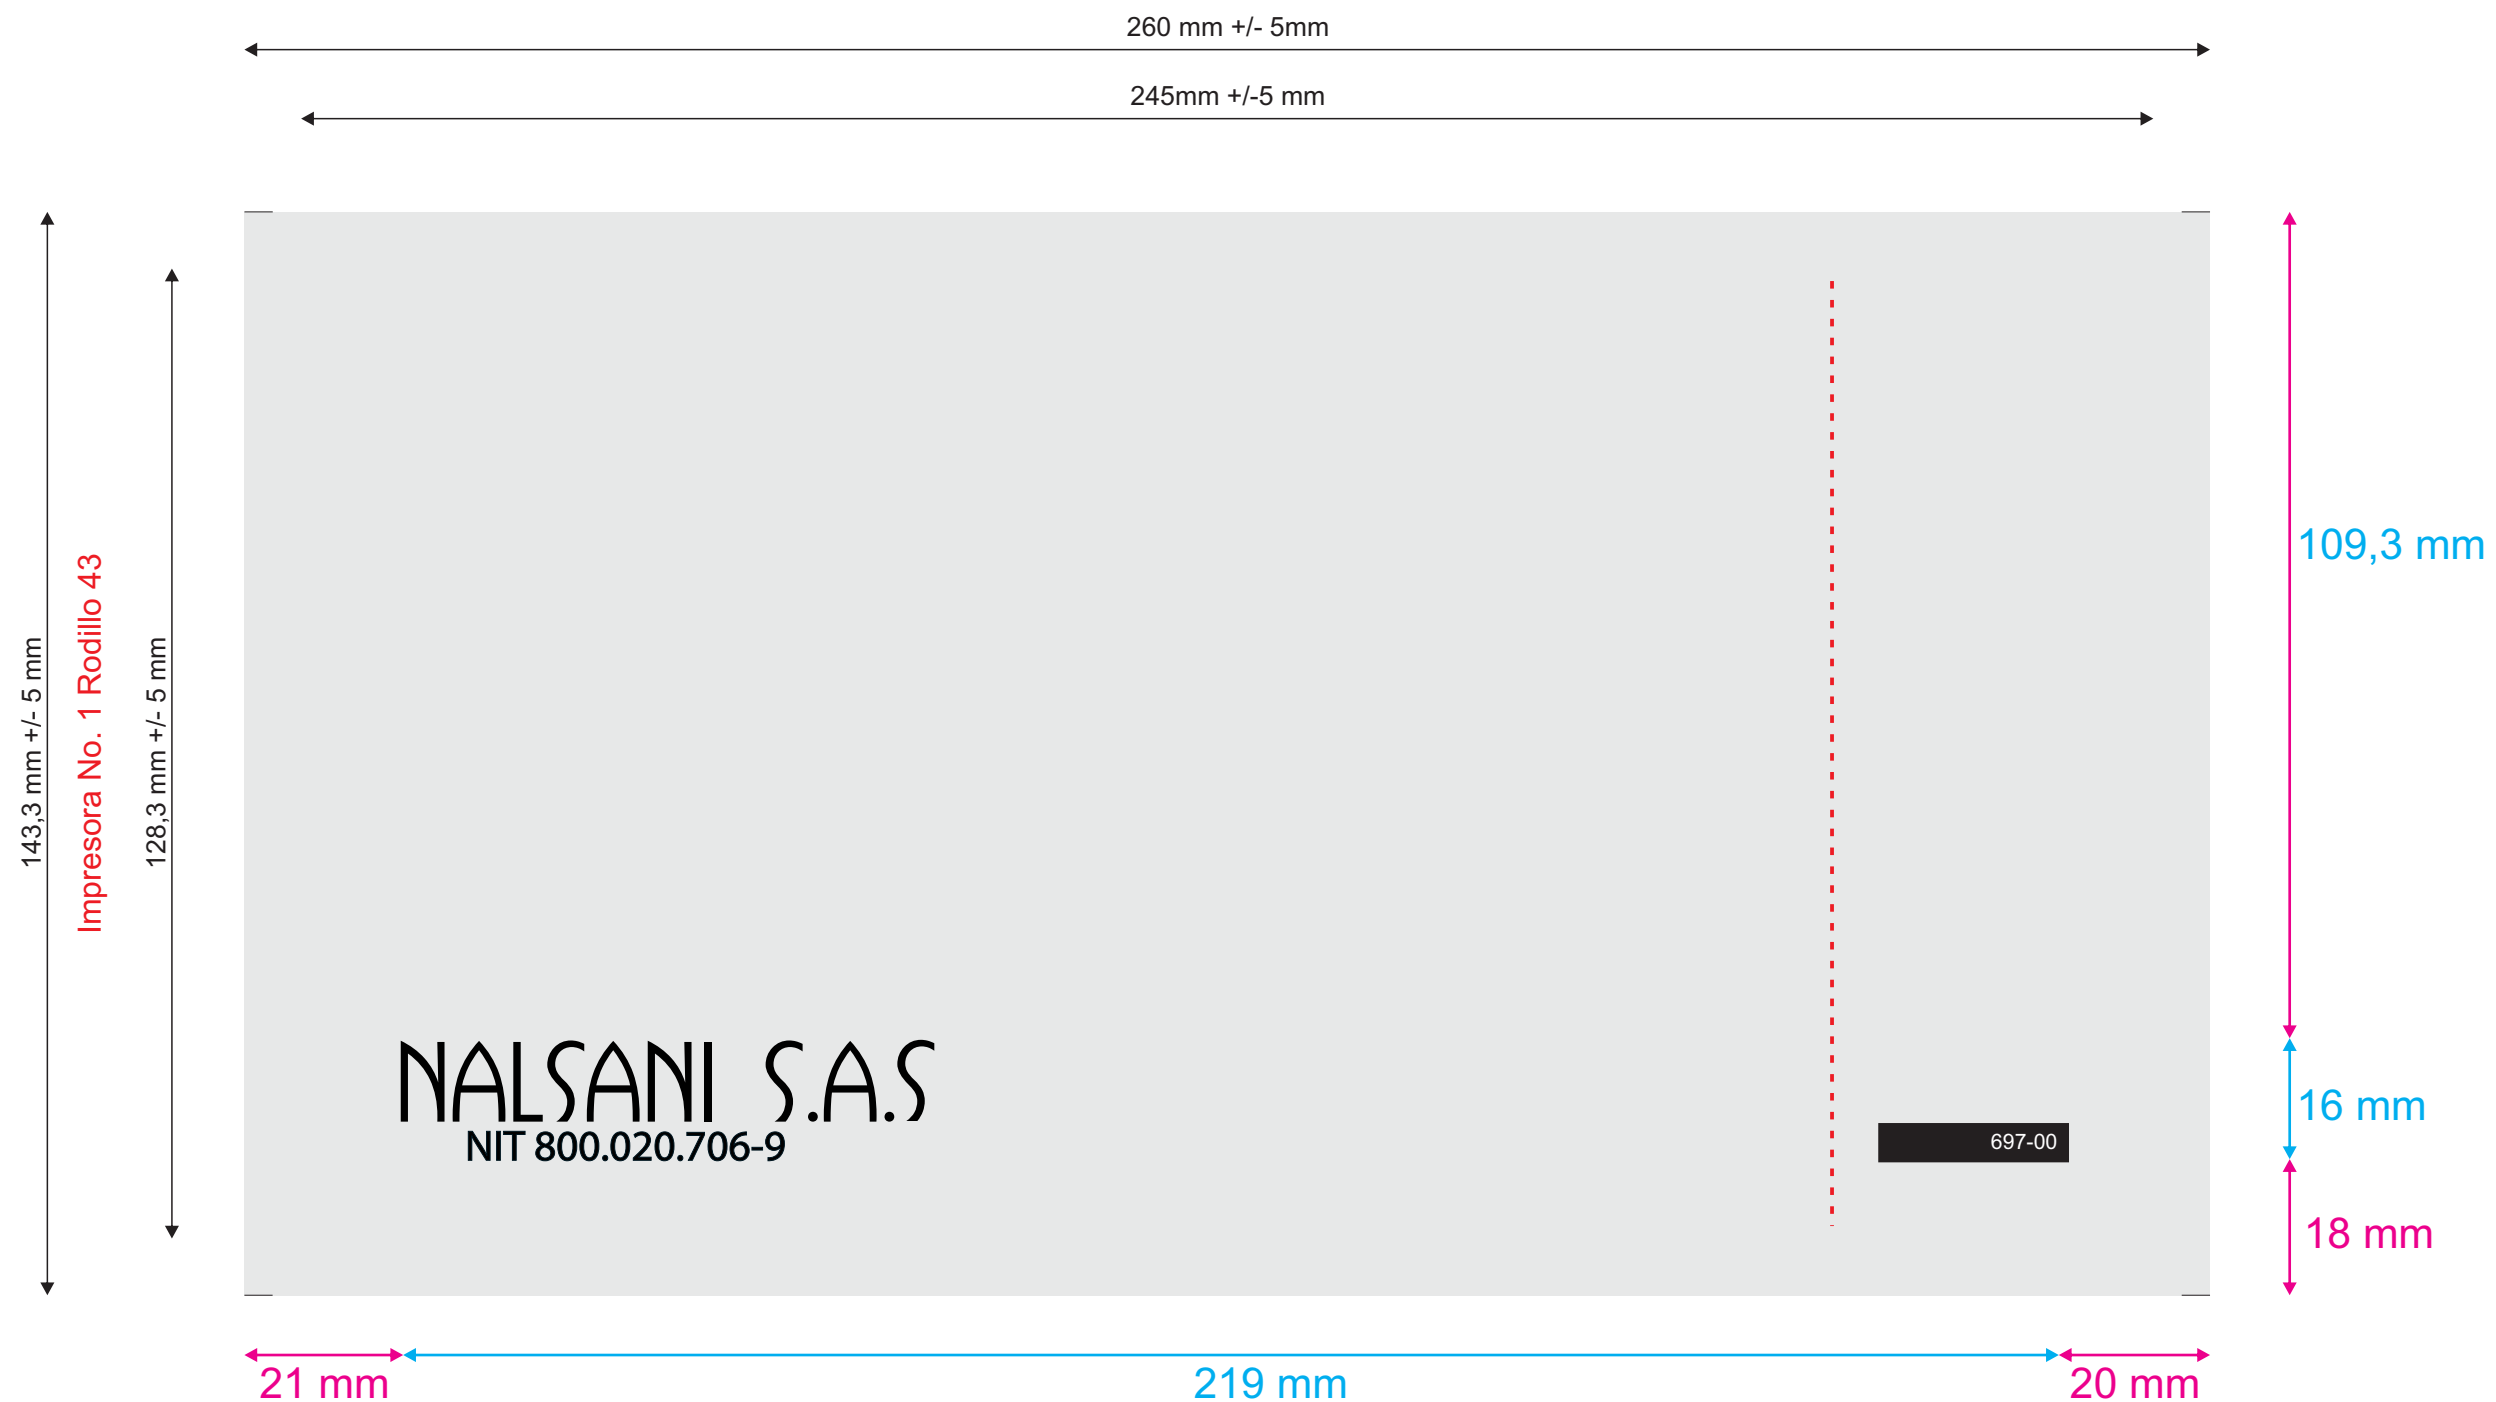 260 mm +/- 5mm
245mm +/-5 mm
143,3 mm +/- 5 mm
Impresora No. 1 Rodillo 43
128,3 mm +/- 5 mm
109,3 mm
NALSANI S.A.S
NIT 800.020.706-9
697-00
16 mm
18 mm
21 mm
219 mm
20 mm